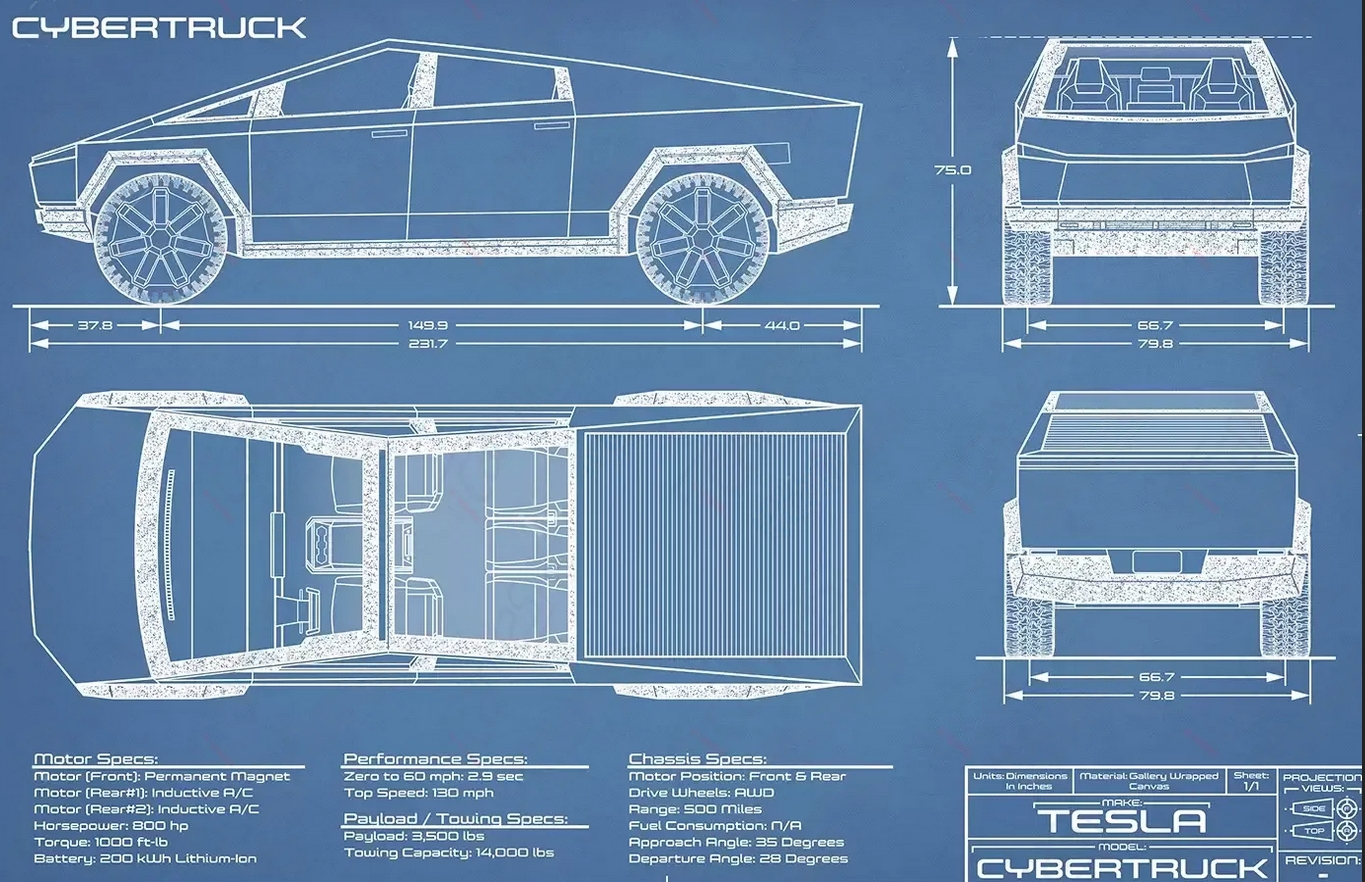 CYBERTRUCK
75.0
37.8
149.9
44.0
231.7
66.7
79.8
66.7
79.8
Motor Specs:
Motor (Front): Permanent Magnet
Motor (Rear#1): Inductive A/C
Motor (Rear#2): Inductive A/C
Horsepower: 800 hp
Torque: 1000 ft-lb
Battery: 200 kWh Lithium-Ion
Performance Specs:
Zero to 60 mph: 2.9 sec
Top Speed: 130 mph
Payload / Towing Specs:
Payload: 3,500 lbs
Towing Capacity: 14,000 lbs
Chassis Specs:
Motor Position: Front & Rear
Drive Wheels: AWD
Range: 500 Miles
Fuel Consumption: N/A
Approach Angle: 35 Degrees
Departure Angle: 28 Degrees
Units: Dimensions
In Inches
Material: Gallery Wrapped
Canvas
Sheet:
1/1
PROJECTION
VIEWS:
SIDE
TOP
MAKE:
TESLA
MODEL:
CYBERTRUCK
REVISION:
-